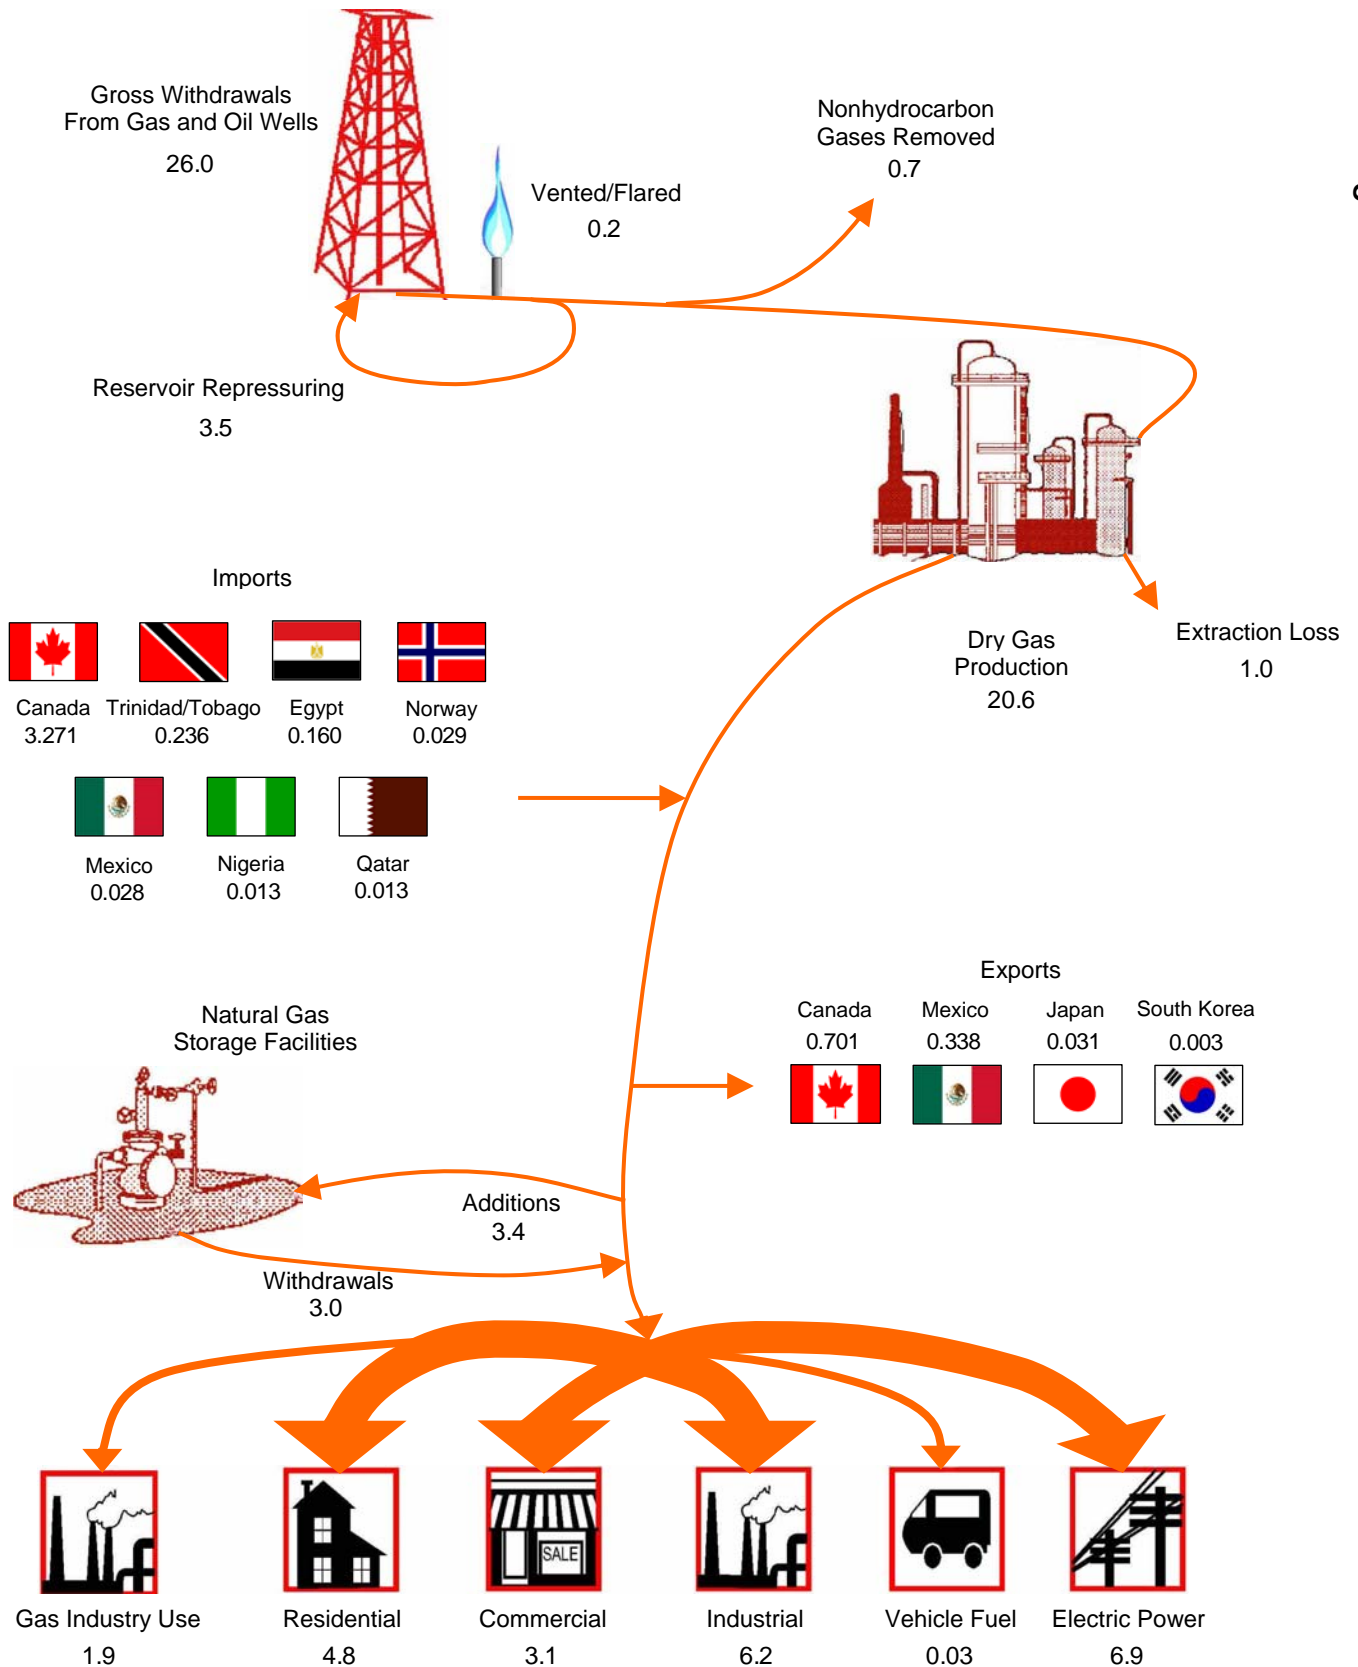 Gross Withdrawals
From Gas and Oil Wells
26.0
Nonhydrocarbon
Gases Removed
0.7
Vented/Flared
0.2
Reservoir Repressuring
3.5
Imports
Dry Gas
Production
20.6
Extraction Loss
1.0
Canada Trinidad/Tobago Egypt Norway
3.271 0.236 0.160 0.029
Mexico Nigeria Qatar
0.028 0.013 0.013
Exports
Canada Mexico Japan South Korea
0.701 0.338 0.031 0.003
Natural Gas
Storage Facilities
Additions
3.4
Withdrawals
3.0
SALE
Gas Industry Use Residential Commercial Industrial Vehicle Fuel Electric Power
1.9 4.8 3.1 6.2 0.03 6.9